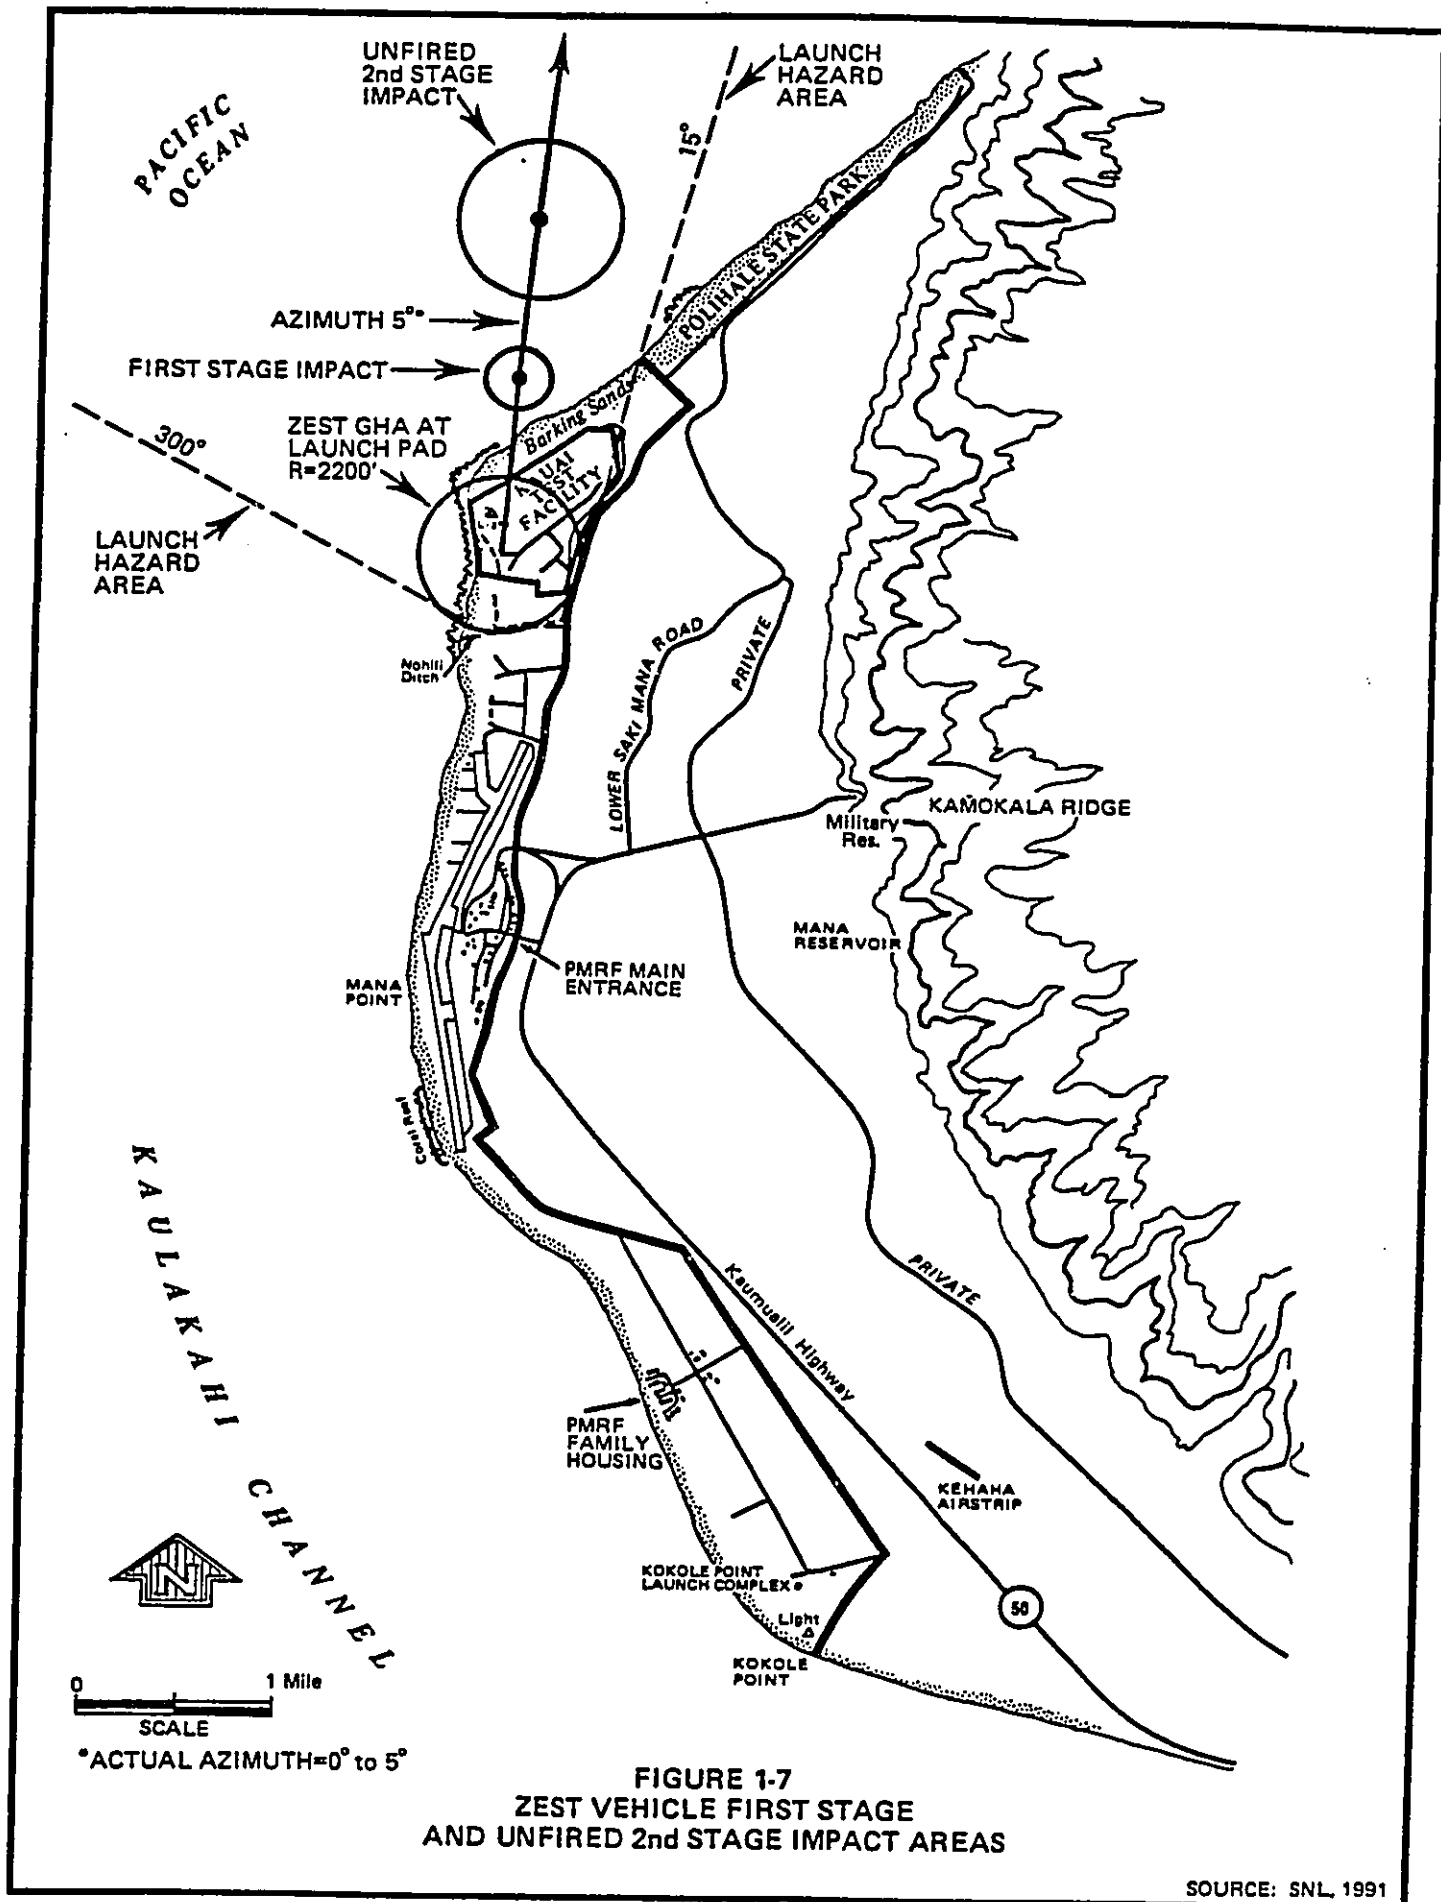 UNFIRED
2nd STAGE
IMPACT
LAUNCH
HAZARD
AREA
PACIFIC
OCEAN
15°
POLIHALE STATE PARK
AZIMUTH 5°*
FIRST STAGE IMPACT
Barking Sands
300°
ZEST GHA AT
LAUNCH PAD
R=2200'
KAUAI
TEST
FACILITY
LAUNCH
HAZARD
AREA
Nohili
Ditch
LOWER SAKI MANA ROAD
PRIVATE
KAMOKALA RIDGE
Military
Res.
MANA
RESERVOIR
PMRF MAIN
ENTRANCE
MANA
POINT
Coral Reef
KAULAKAHI CHANNEL
Kaumualii Highway
PRIVATE
PMRF
FAMILY
HOUSING
KEHAHA
AIRSTRIP
KOKOLE POINT
LAUNCH COMPLEX
50
Light
KOKOLE
POINT
N
0 1 Mile
SCALE
*ACTUAL AZIMUTH=0° to 5°
FIGURE 1-7
ZEST VEHICLE FIRST STAGE
AND UNFIRED 2nd STAGE IMPACT AREAS
SOURCE: SNL, 1991